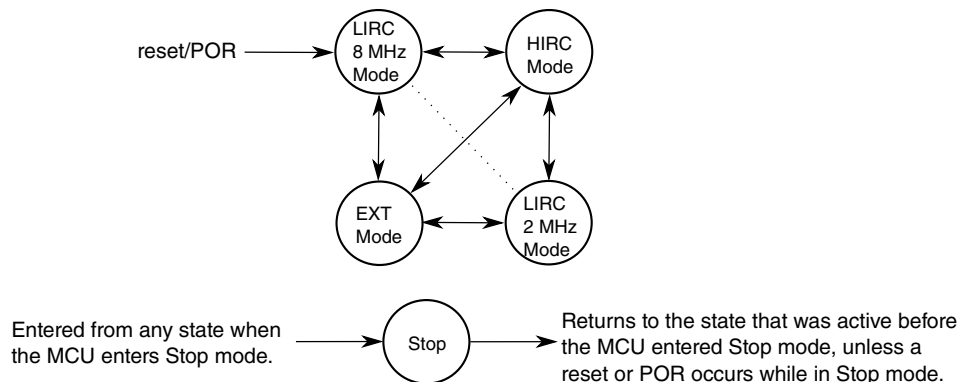 reset/POR
LIRC
8 MHz
Mode
HIRC
Mode
EXT
Mode
LIRC
2 MHz
Mode
Entered from any state when
the MCU enters Stop mode.
Stop
Returns to the state that was active before
the MCU entered Stop mode, unless a
reset or POR occurs while in Stop mode.